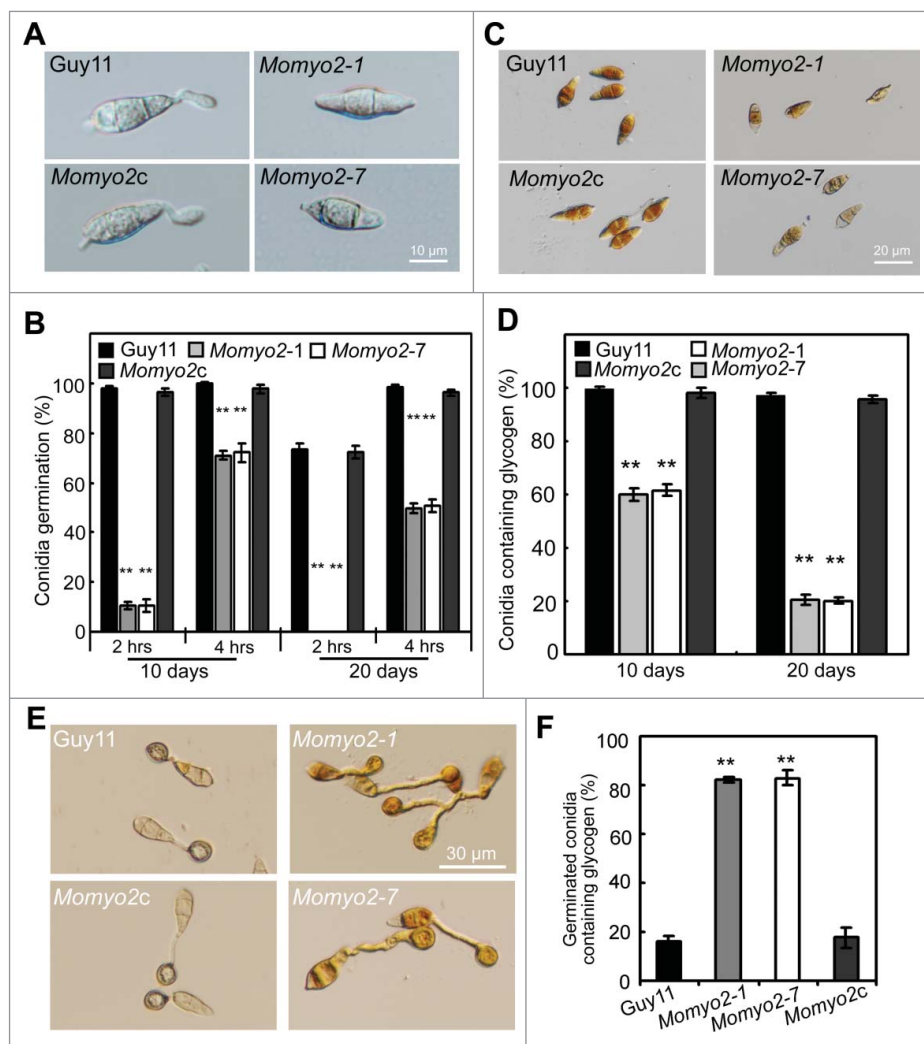 A
Guy11
Momyo2-1
Momyo2c
Momyo2-7
10 µm
C
Guy11
Momyo2-1
Momyo2c
Momyo2-7
20 µm
B
Guy11 Momyo2-1 Momyo2-7
Momyo2c
Conidia germination (%)
100
80
60
40
20
0
** **
** **
** **
** **
2 hrs 4 hrs 2 hrs 4 hrs
10 days 20 days
D
Guy11 Momyo2-1
Momyo2c Momyo2-7
Conidia containing glycogen (%)
100
80
60
40
20
0
** **
** **
10 days 20 days
E
Guy11
Momyo2-1
30 µm
Momyo2c
Momyo2-7
F
Germinated conidia
containing glycogen (%)
100
80
60
40
20
0
** **
Guy11 Momyo2-1 Momyo2-7 Momyo2c